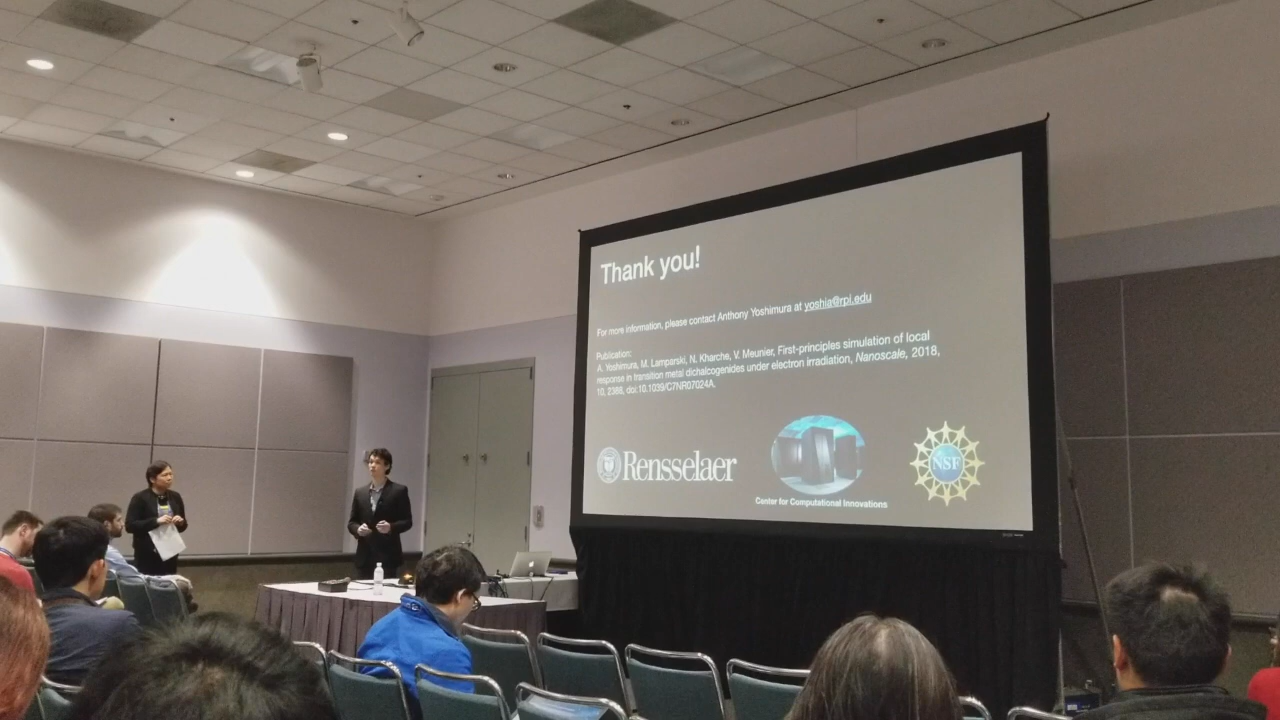 Thank you!
For more information, please contact Anthony Yoshimura at yoshia@rpi.edu
Publication:
A. Yoshimura, M. Lamparski, N. Kharche, V. Meunier, First-principles simulation of local
response in transition metal dichalcogenides under electron irradiation, Nanoscale, 2018,
10, 2388, doi:10.1039/C7NR07024A.
Rensselaer
Center for Computational Innovations
NSF